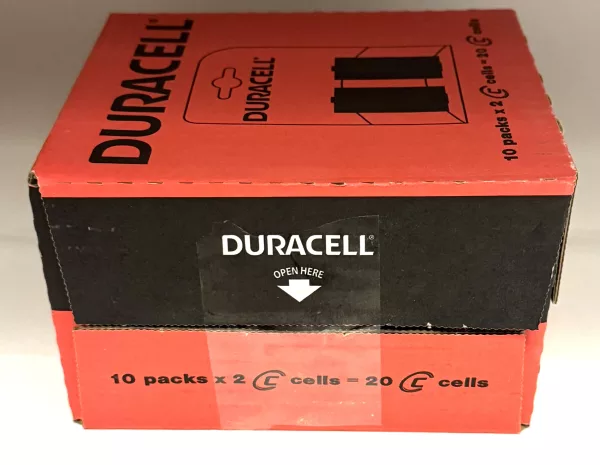 DURACELL
DURACELL
10 packs x 2 C cells = 20 C cells
DURACELL®
OPEN HERE
10 packs x 2 C cells = 20 C cells